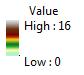 Value
High : 16
Low : 0